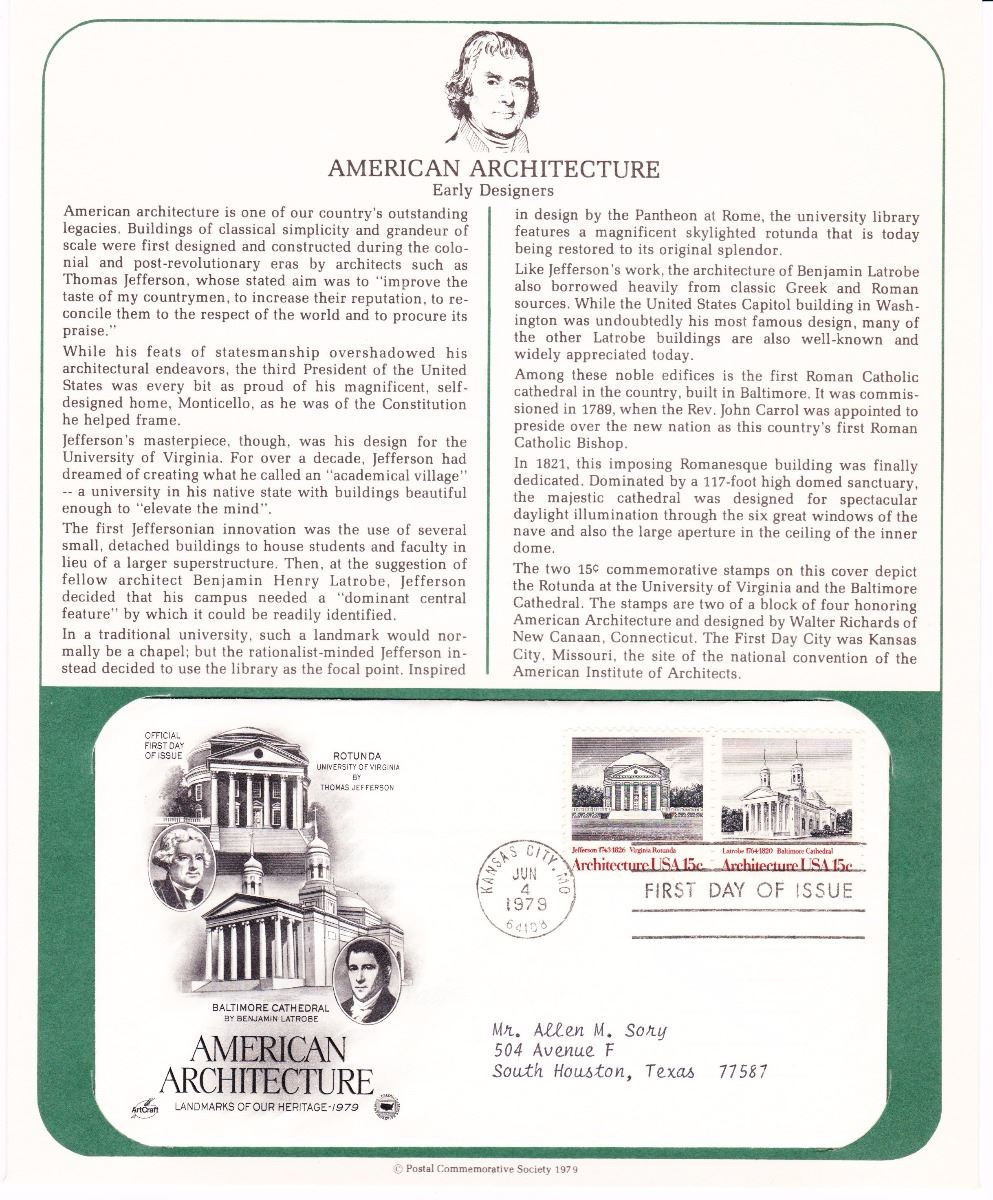 AMERICAN ARCHITECTURE
Early Designers
American architecture is one of our country's outstanding
legacies. Buildings of classical simplicity and grandeur of
scale were first designed and constructed during the colo-
nial and post-revolutionary eras by architects such as
Thomas Jefferson, whose stated aim was to "improve the
taste of my countrymen, to increase their reputation, to re-
concile them to the respect of the world and to procure its
praise."
While his feats of statesmanship overshadowed his
architectural endeavors, the third President of the United
States was every bit as proud of his magnificent, self-
designed home, Monticello, as he was of the Constitution
he helped frame.
Jefferson's masterpiece, though, was his design for the
University of Virginia. For over a decade, Jefferson had
dreamed of creating what he called an "academical village"
-- a university in his native state with buildings beautiful
enough to "elevate the mind".
The first Jeffersonian innovation was the use of several
small, detached buildings to house students and faculty in
lieu of a larger superstructure. Then, at the suggestion of
fellow architect Benjamin Henry Latrobe, Jefferson
decided that his campus needed a "dominant central
feature" by which it could be readily identified.
In a traditional university, such a landmark would nor-
mally be a chapel; but the rationalist-minded Jefferson in-
stead decided to use the library as the focal point. Inspired
in design by the Pantheon at Rome, the university library
features a magnificent skylighted rotunda that is today
being restored to its original splendor.
Like Jefferson's work, the architecture of Benjamin Latrobe
also borrowed heavily from classic Greek and Roman
sources. While the United States Capitol building in Wash-
ington was undoubtedly his most famous design, many of
the other Latrobe buildings are also well-known and
widely appreciated today.
Among these noble edifices is the first Roman Catholic
cathedral in the country, built in Baltimore. It was commis-
sioned in 1789, when the Rev. John Carrol was appointed to
preside over the new nation as this country's first Roman
Catholic Bishop.
In 1821, this imposing Romanesque building was finally
dedicated. Dominated by a 117-foot high domed sanctuary,
the majestic cathedral was designed for spectacular
daylight illumination through the six great windows of the
nave and also the large aperture in the ceiling of the inner
dome.
The two 15¢ commemorative stamps on this cover depict
the Rotunda at the University of Virginia and the Baltimore
Cathedral. The stamps are two of a block of four honoring
American Architecture and designed by Walter Richards of
New Canaan, Connecticut. The First Day City was Kansas
City, Missouri, the site of the national convention of the
American Institute of Architects.
OFFICIAL
FIRST DAY
OF ISSUE
ROTUNDA
UNIVERSITY OF VIRGINIA
BY
THOMAS JEFFERSON
BALTIMORE CATHEDRAL
BY BENJAMIN LATROBE
AMERICAN
ARCHITECTURE
LANDMARKS OF OUR HERITAGE-1979
ArtCraft
Jefferson 1743-1826 Virginia Rotunda
Architecture USA 15c
Latrobe 1764-1820 Baltimore Cathedral
Architecture USA 15c
KANSAS CITY, MO
JUN
4
1979
64108
FIRST DAY OF ISSUE
Mr. Allen M. Sory
504 Avenue F
South Houston, Texas 77587
© Postal Commemorative Society 1979